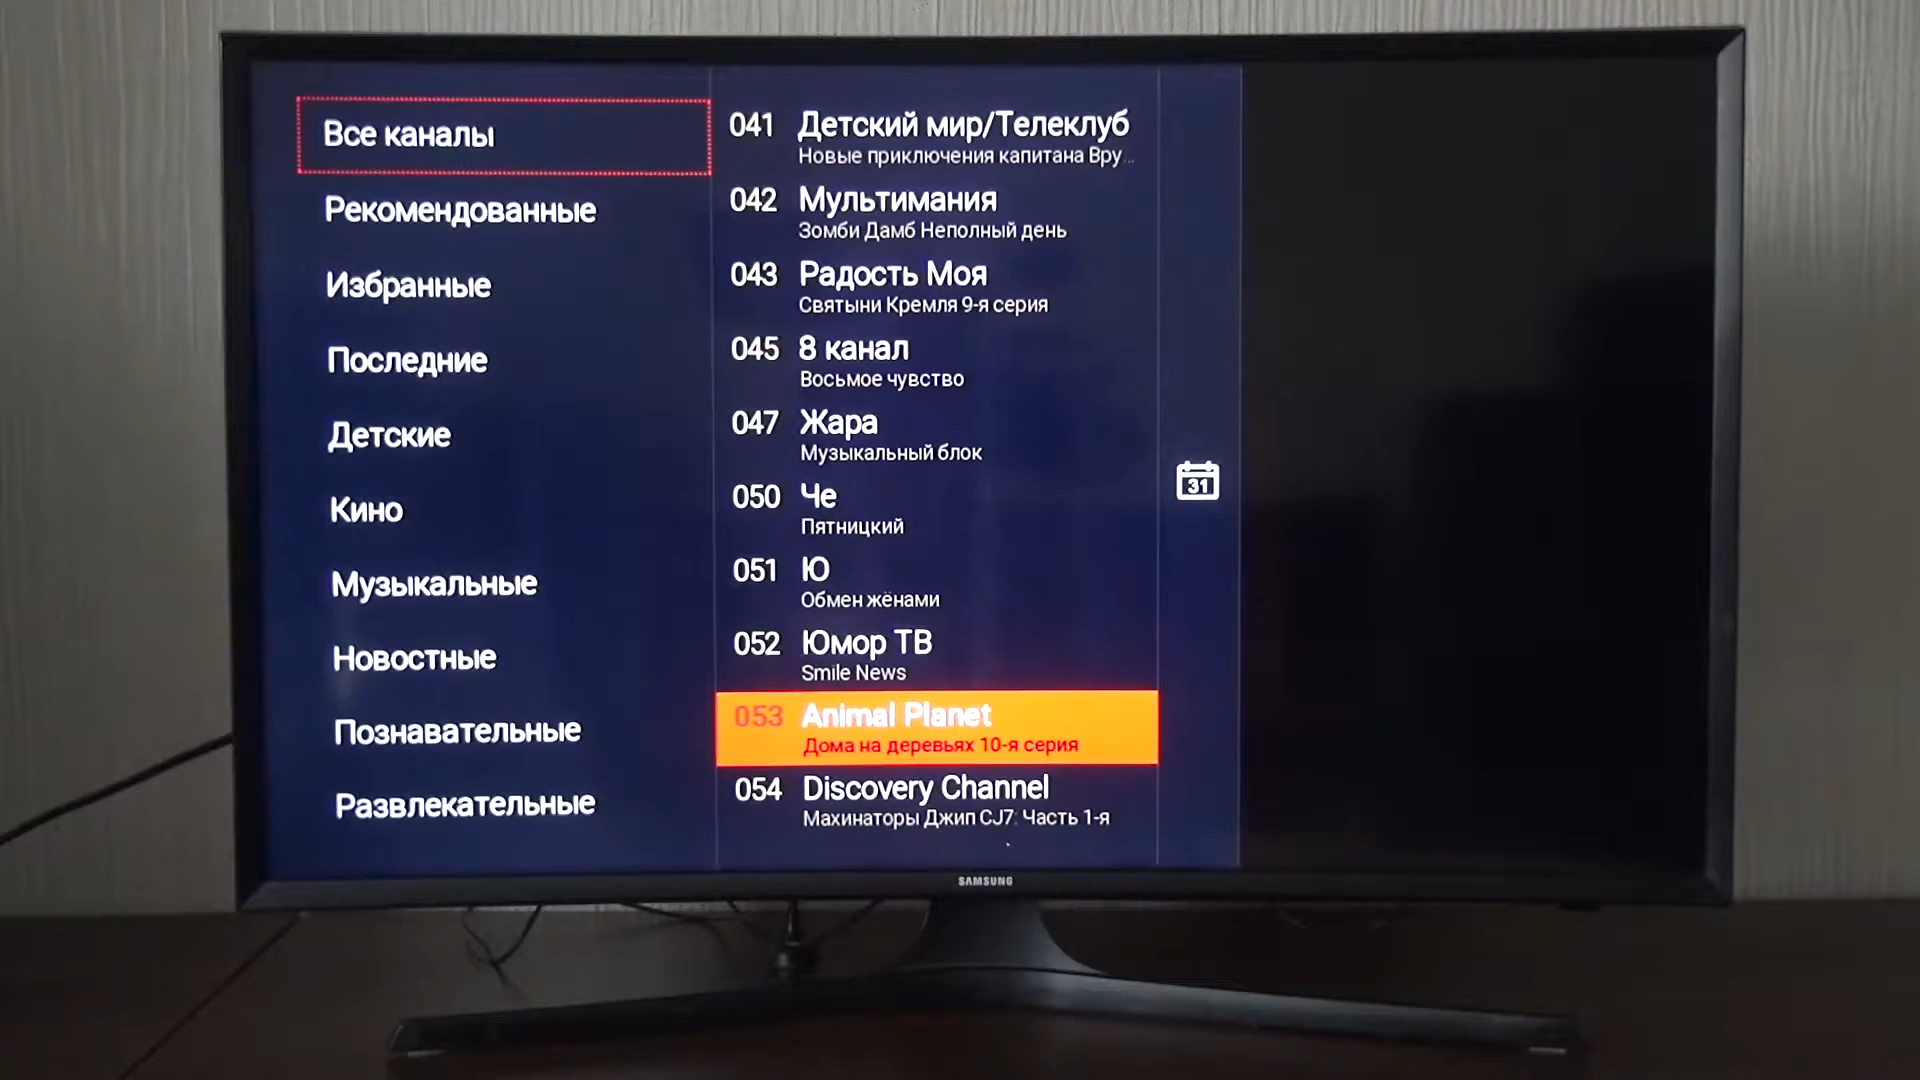 Все каналы
Рекомендованные
Избранные
Последние
Детские
Кино
Музыкальные
Новостные
Познавательные
Развлекательные
041 Детский мир/Телеклуб
Новые приключения капитана Вру...
042 Мультимания
Зомби Дамб Неполный день
043 Радость Моя
Святыни Кремля 9-я серия
045 8 канал
Восьмое чувство
047 Жара
Музыкальный блок
050 Че
Пятницкий
051 Ю
Обмен жёнами
052 Юмор ТВ
Smile News
053 Animal Planet
Дома на деревьях 10-я серия
054 Discovery Channel
Махинаторы Джип CJ7: Часть 1-я
31
SAMSUNG